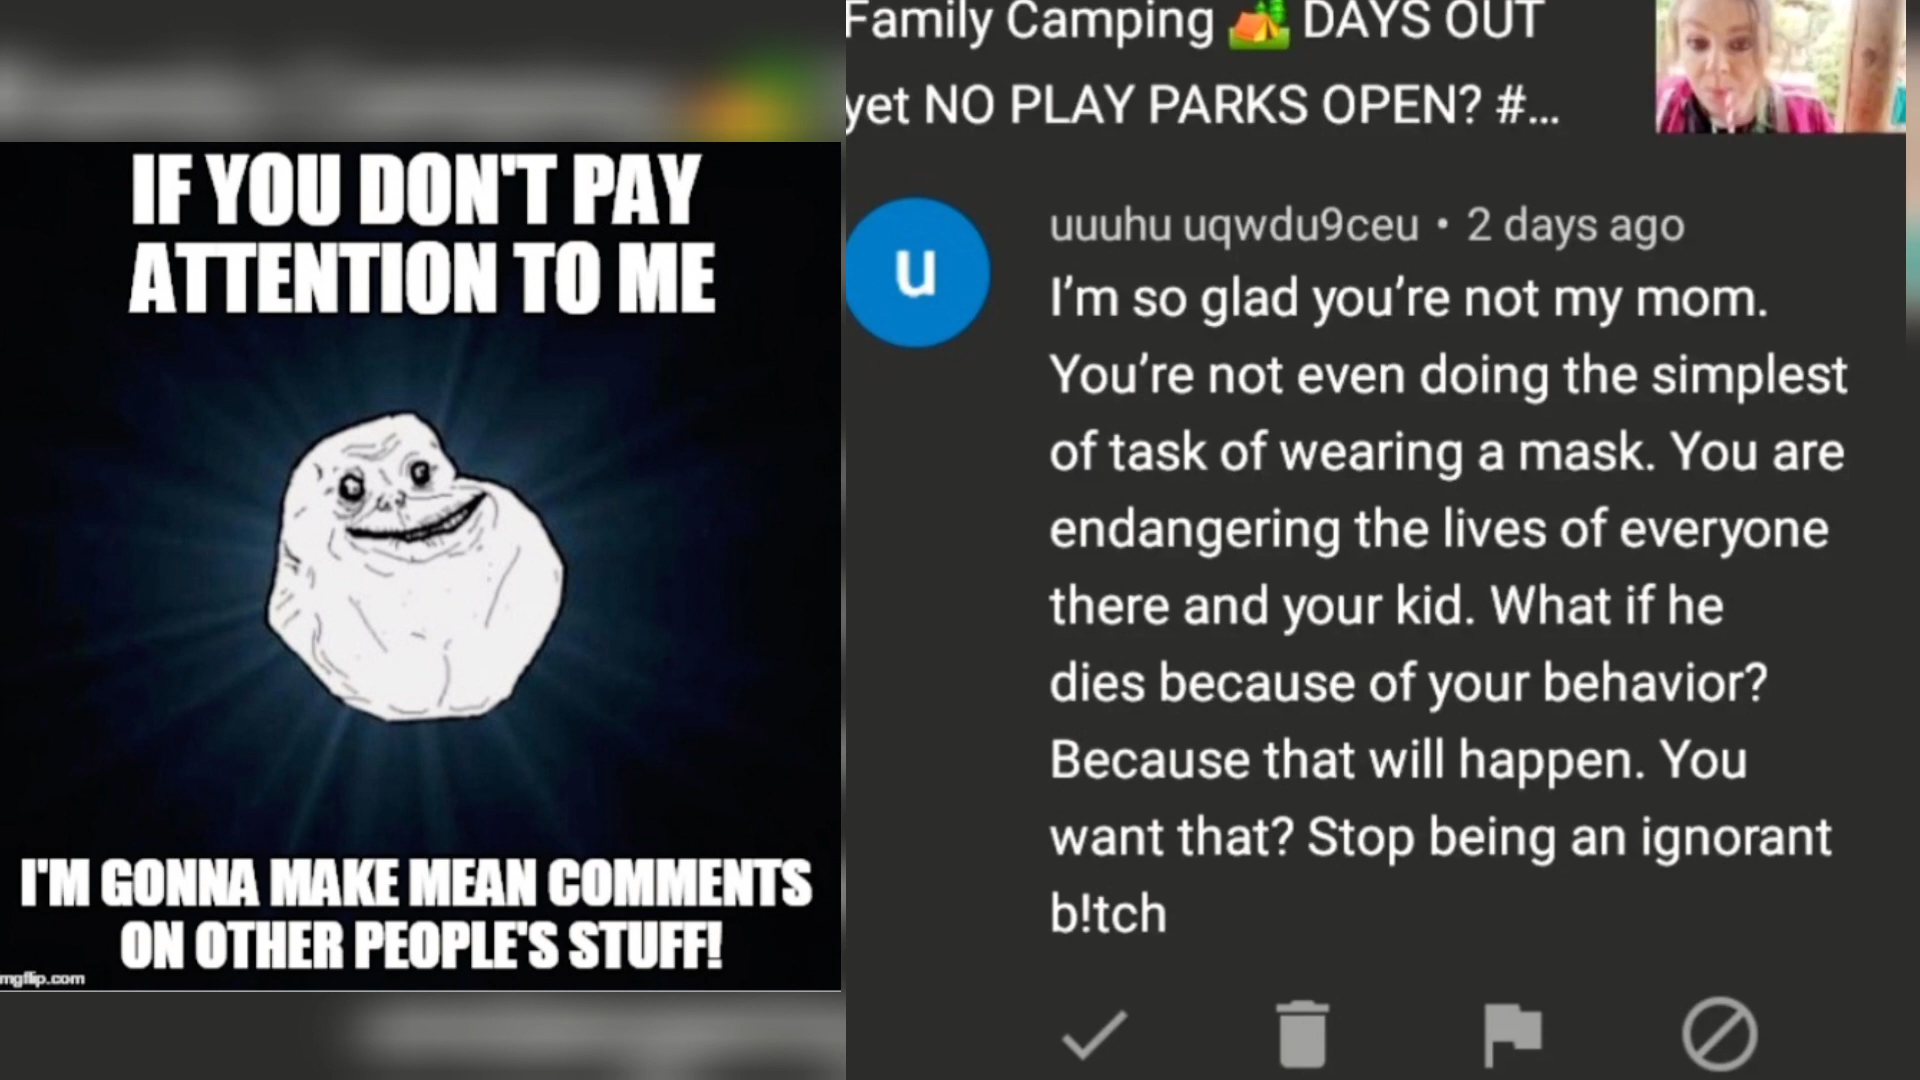 IF YOU DON'T PAY
ATTENTION TO ME
I'M GONNA MAKE MEAN COMMENTS
ON OTHER PEOPLE'S STUFF!
mgflip.com
Family Camping 🏕️ DAYS OUT
yet NO PLAY PARKS OPEN? #...
u
uuuhu uqwdu9ceu • 2 days ago
I’m so glad you’re not my mom.
You’re not even doing the simplest
of task of wearing a mask. You are
endangering the lives of everyone
there and your kid. What if he
dies because of your behavior?
Because that will happen. You
want that? Stop being an ignorant
b!tch